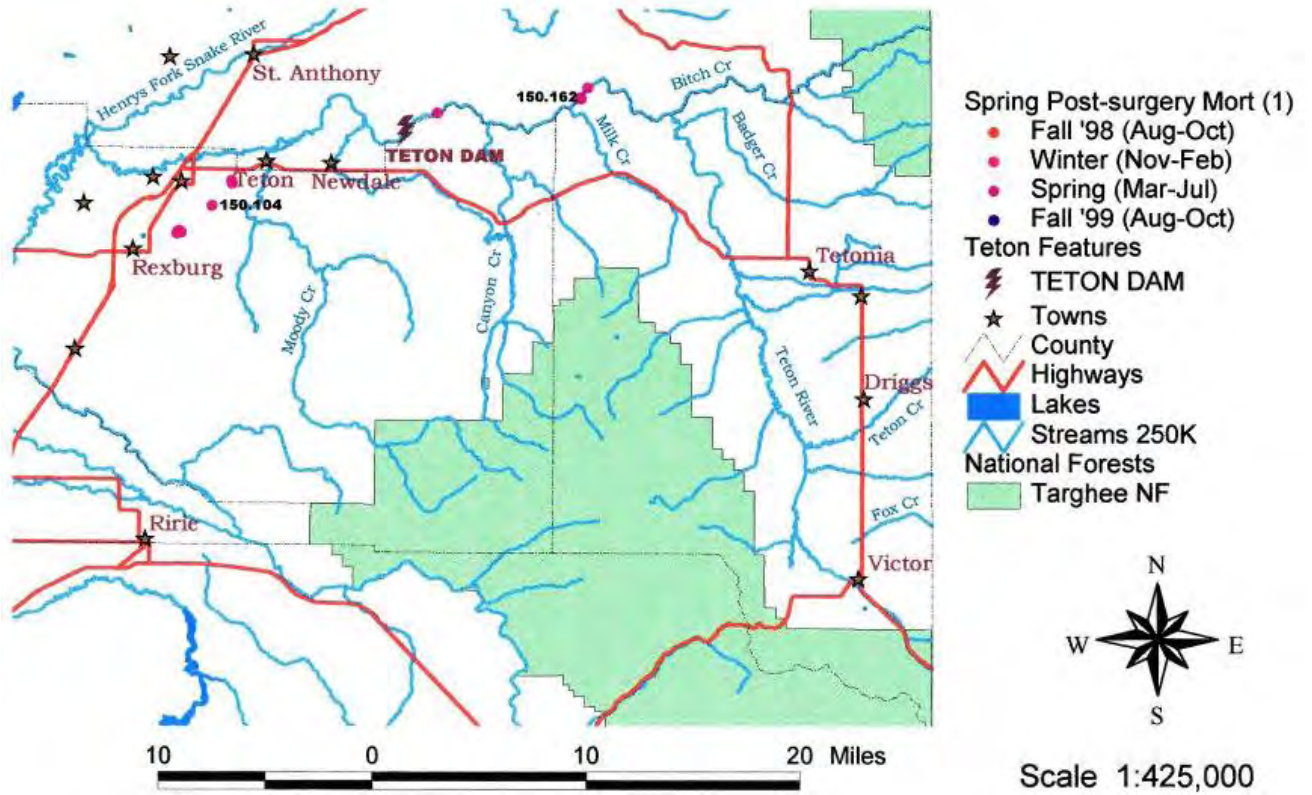 Henrys Fork Snake River
St. Anthony
Bitch Cr
150.162
Milk Cr
Badger Cr
TETON DAM
Teton
Newdale
150.104
Rexburg
Moody Cr
Canyon Cr
Tetonia
Teton River
Driggs
Teton Cr
Fox Cr
Ririe
Victor
Spring Post-surgery Mort (1)
Fall '98 (Aug-Oct)
Winter (Nov-Feb)
Spring (Mar-Jul)
Fall '99 (Aug-Oct)
Teton Features
TETON DAM
Towns
County
Highways
Lakes
Streams 250K
National Forests
Targhee NF
N
W E
S
10 0 10 20 Miles
Scale 1:425,000